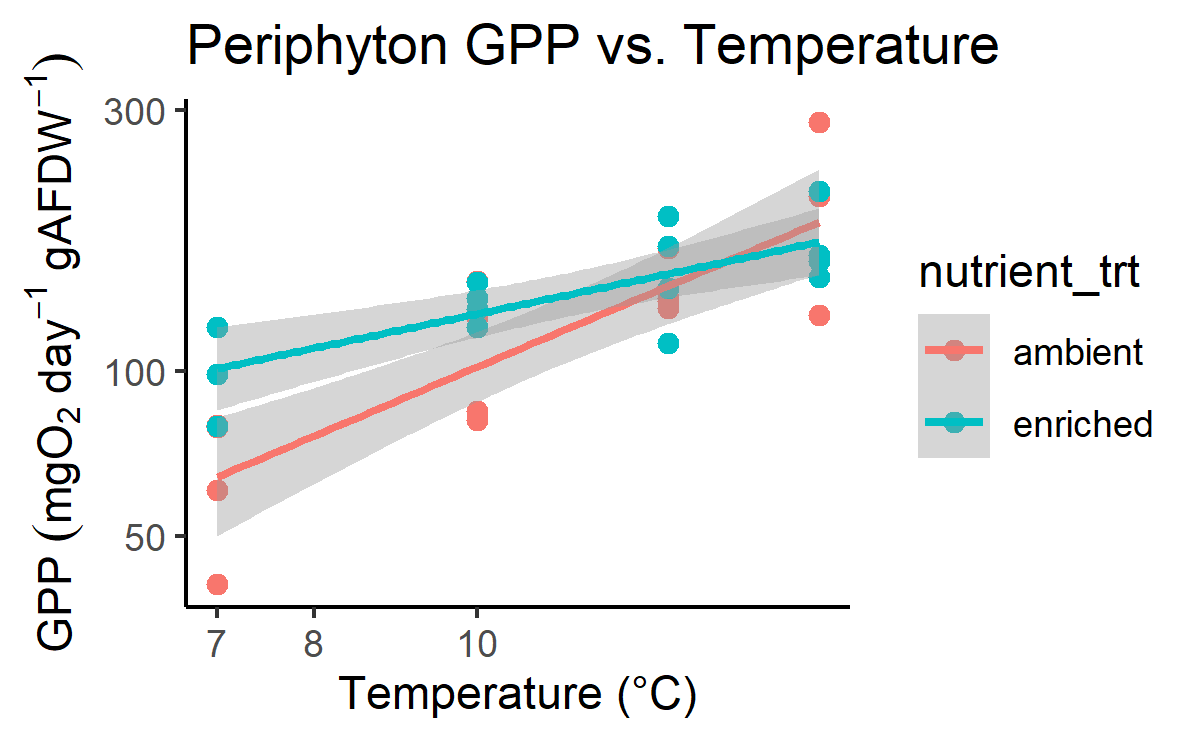 Periphyton GPP vs. Temperature
GPP (mgO₂ day⁻¹ gAFDW⁻¹)
300
100
50
7 8 10
Temperature (°C)
nutrient_trt
ambient
enriched